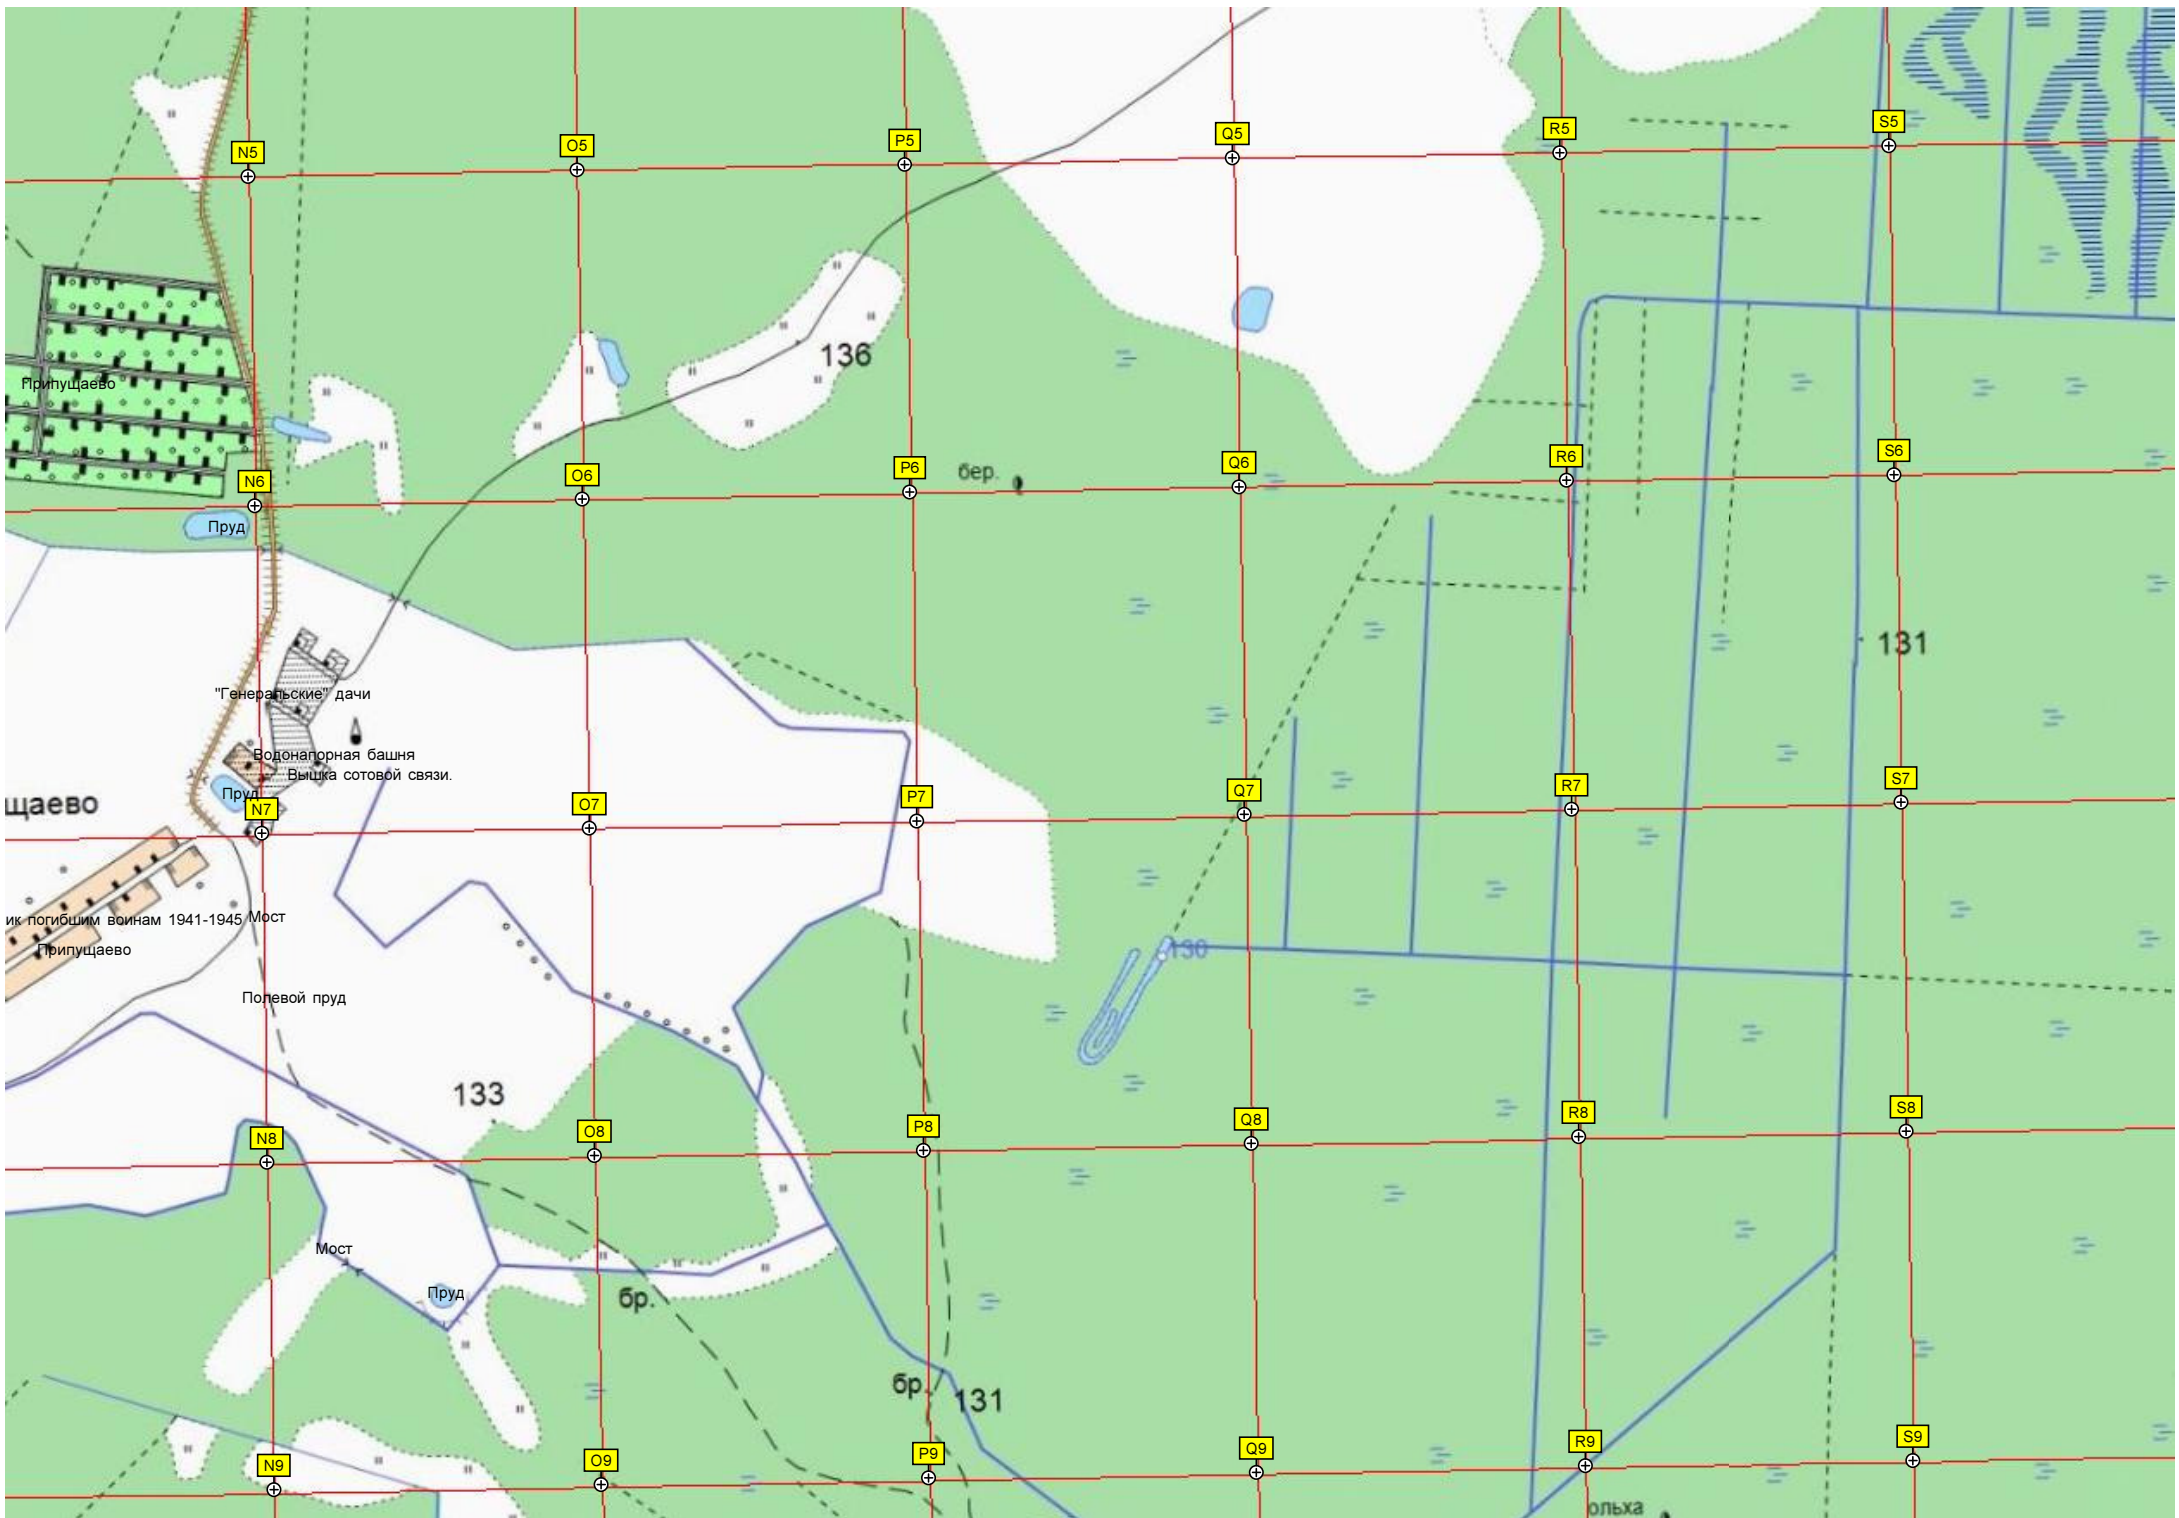 N5 O5 P5 Q5 R5 S5
136
Припущаево
N6 O6 P6 Q6 R6 S6
бер.
Пруд
131
"Генеральские" дачи
Водонапорная башня
Вышка сотовой связи.
Пруд
щаево
N7 O7 P7 Q7 R7 S7
ик погибшим воинам 1941-1945
Мост
Припущаево
130
Полевой пруд
133
N8 O8 P8 Q8 R8 S8
Мост
Пруд
бр.
бр.
131
N9 O9 P9 Q9 R9 S9
ольха